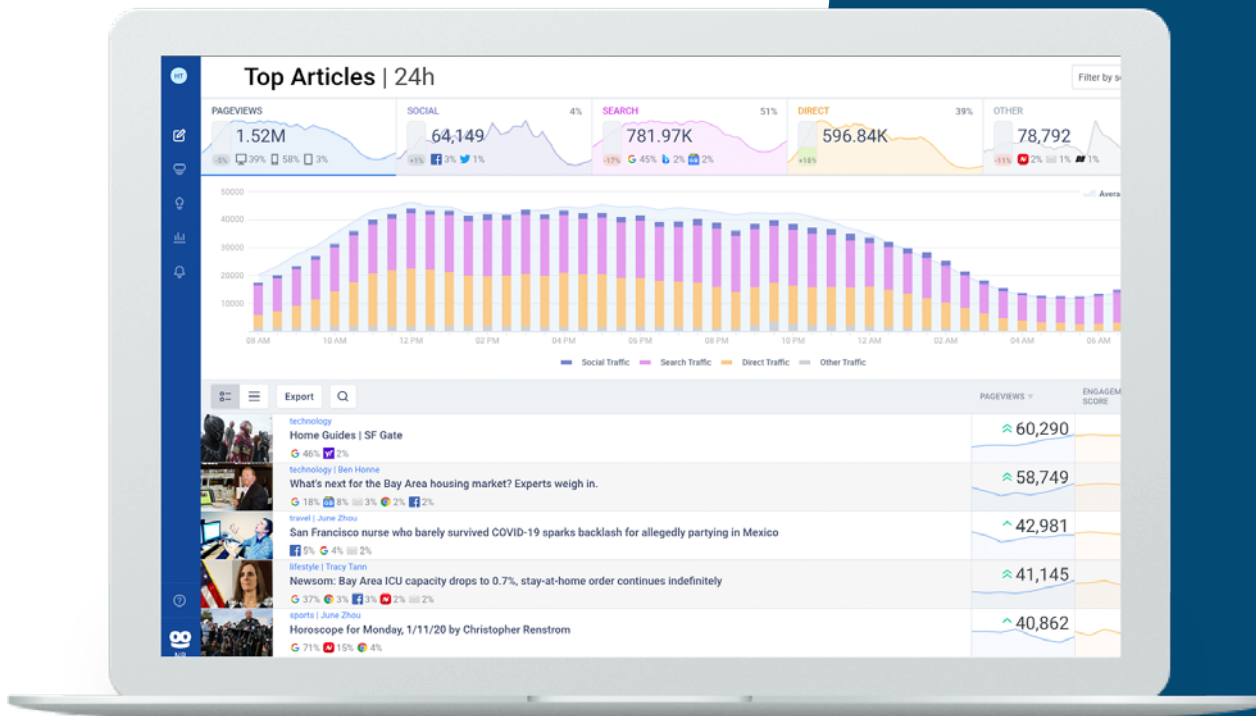 HT
Top Articles | 24h
Filter by s
PAGEVIEWS
1.52M
-5% 39% 58% 3%
SOCIAL 4%
64,149
+1% 3% 1%
SEARCH 51%
781.97K
-17% 45% 2% 2%
DIRECT 39%
596.84K
+18%
OTHER
78,792
-11% 2% 1% 1%
Avera
50000
40000
30000
20000
10000
08 AM 10 AM 12 PM 02 PM 04 PM 06 PM 08 PM 10 PM 12 AM 02 AM 04 AM 06 AM
Social Traffic Search Traffic Direct Traffic Other Traffic
Export
PAGEVIEWS
ENGAGEM
SCORE
technology
Home Guides | SF Gate
46% 2%
60,290
technology | Ben Honne
What's next for the Bay Area housing market? Experts weigh in.
18% 8% 3% 2% 2%
58,749
travel | June Zhou
San Francisco nurse who barely survived COVID-19 sparks backlash for allegedly partying in Mexico
5% 4% 2%
42,981
lifestyle | Tracy Tann
Newsom: Bay Area ICU capacity drops to 0.7%, stay-at-home order continues indefinitely
37% 3% 3% 2% 2%
41,145
sports | June Zhou
Horoscope for Monday, 1/11/20 by Christopher Renstrom
71% 15% 4%
40,862